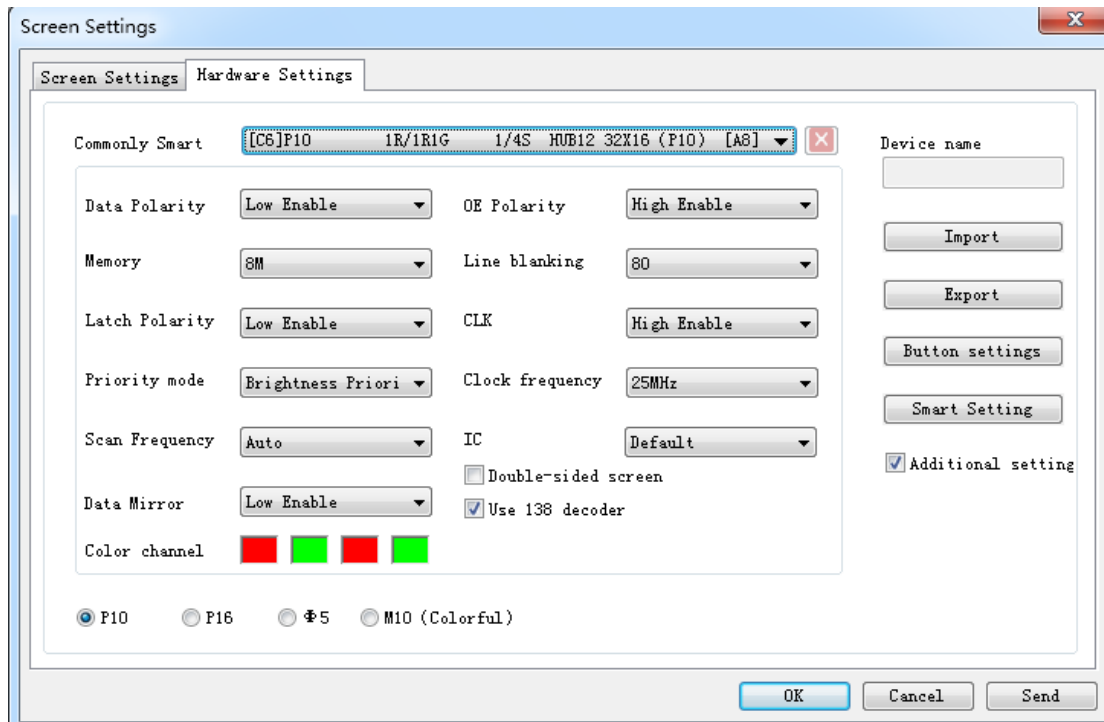 Screen Settings
Screen Settings Hardware Settings
Commonly Smart [C6]P10 1R/1R1G 1/4S HUB12 32X16 (P10) [A8] Device name
Data Polarity Low Enable OE Polarity High Enable
Import
Memory 8M Line blanking 80
Export
Latch Polarity Low Enable CLK High Enable
Button settings
Priority mode Brightness Priori Clock frequency 25MHz
Smart Setting
Scan Frequency Auto IC Default
Additional setting
Double-sided screen
Data Mirror Low Enable Use 138 decoder
Color channel
P10 P16 Φ5 M10 (Colorful)
OK Cancel Send